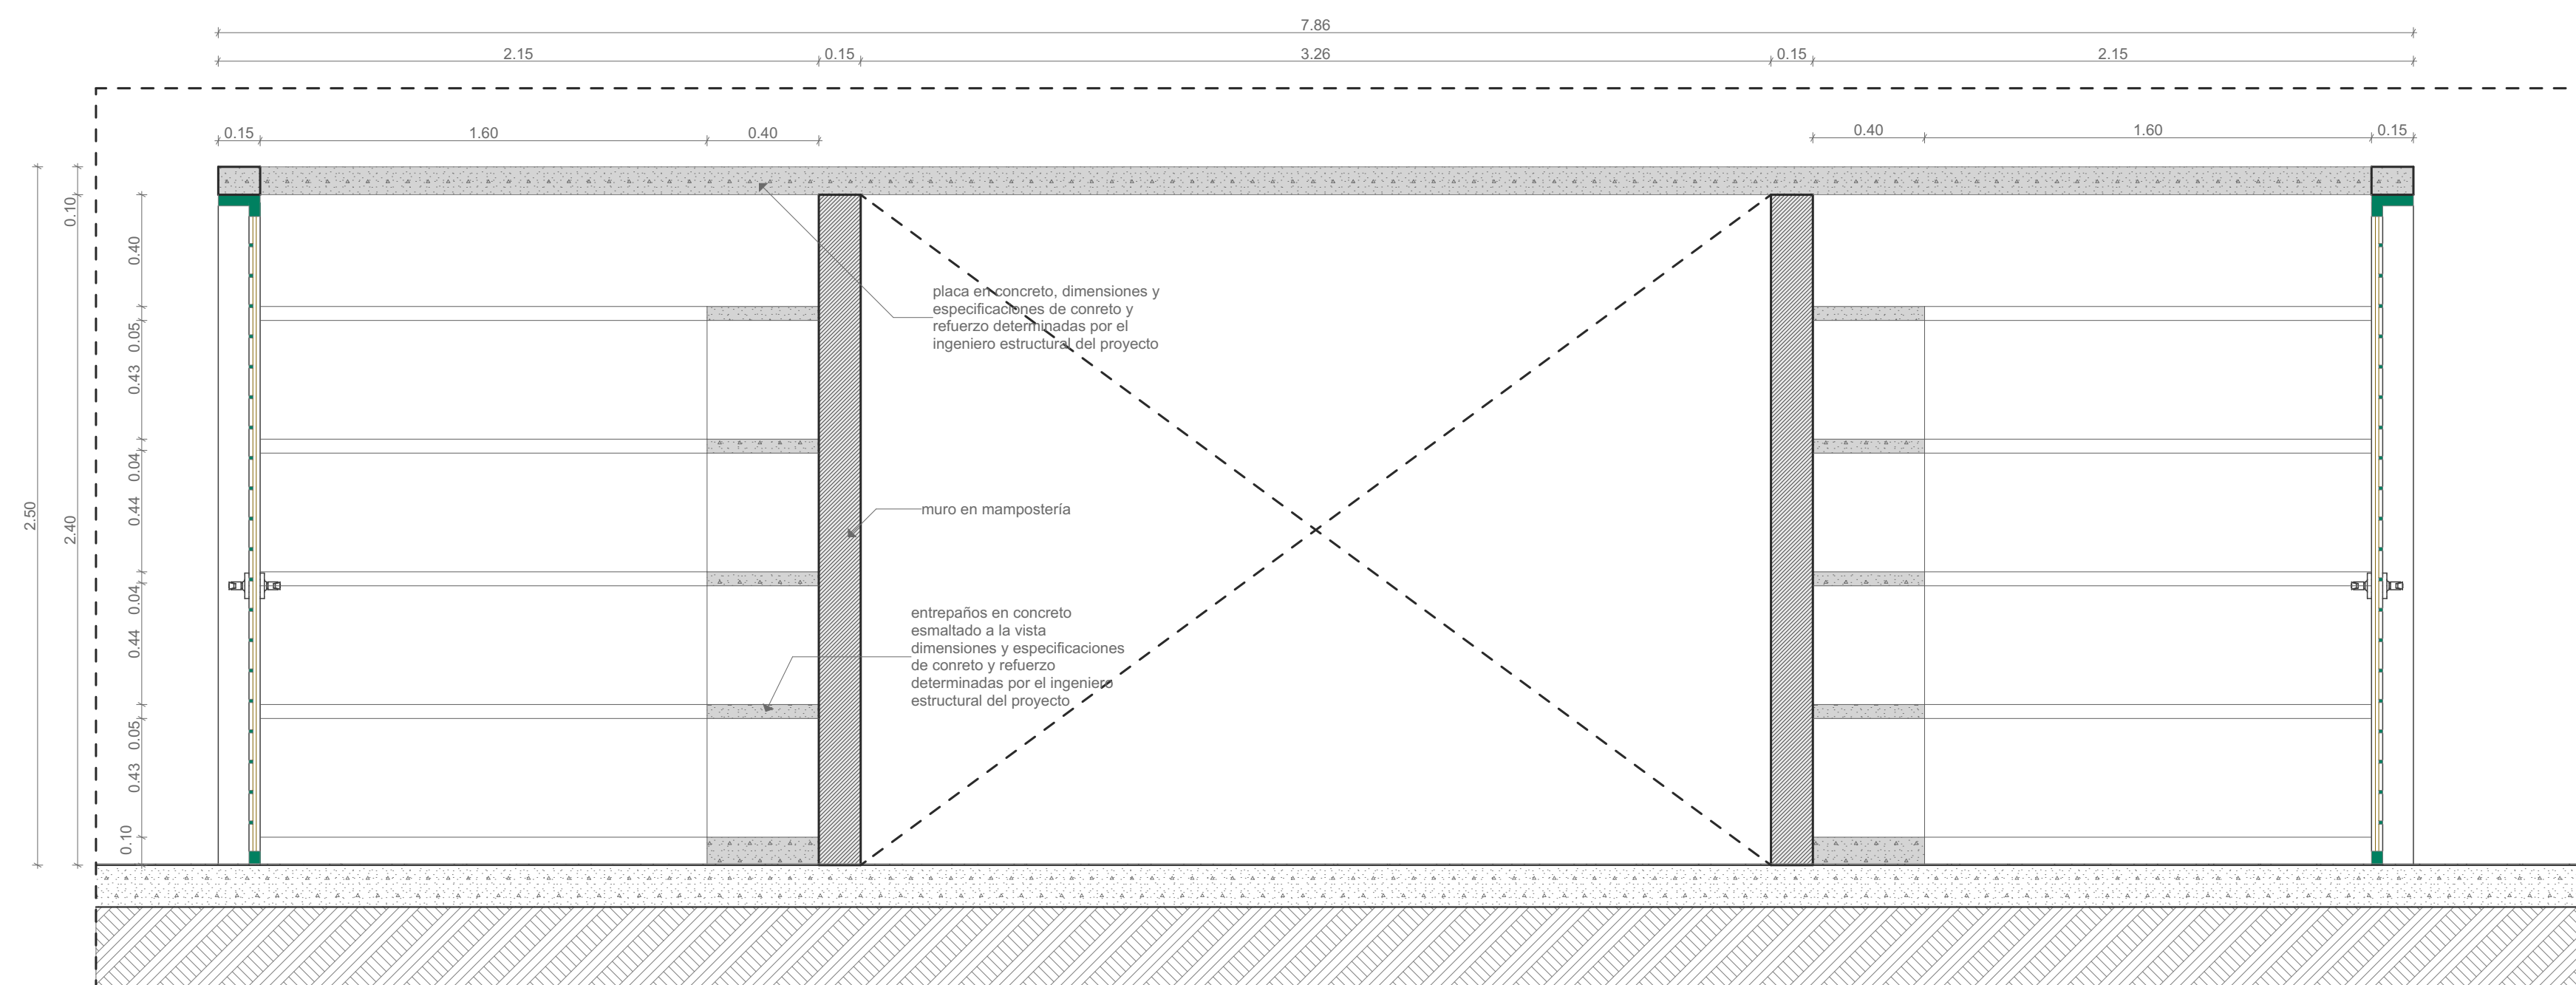 7.86
2.15
0.15
3.26
0.15
2.15
0.15
1.60
0.40
0.40
1.60
0.15
2.50
0.10
2.40
0.40
0.05
0.43
0.04
0.44
0.04
0.44
0.05
0.43
0.10
placa en concreto, dimensiones y
especificaciones de conreto y
refuerzo determinadas por el
ingeniero estructural del proyecto
muro en mampostería
entrepaños en concreto
esmaltado a la vista
dimensiones y especificaciones
de conreto y refuerzo
determinadas por el ingeniero
estructural del proyecto